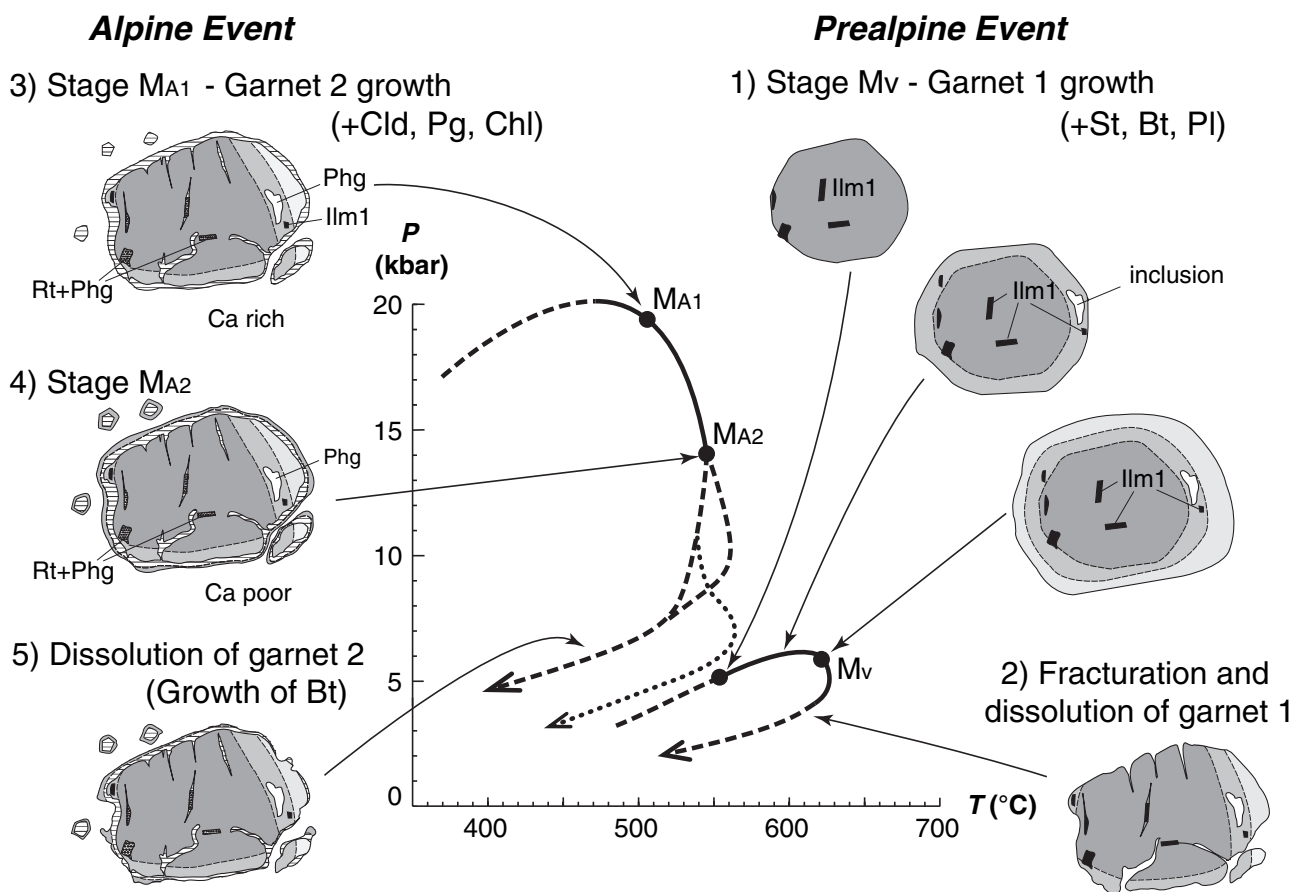 Alpine Event
Prealpine Event
3) Stage MA1 - Garnet 2 growth
(+Cld, Pg, Chl)
Phg
Ilm1
Rt+Phg
Ca rich
1) Stage Mv - Garnet 1 growth
(+St, Bt, Pl)
Ilm1
Ilm1
inclusion
Ilm1
4) Stage MA2
Phg
Rt+Phg
Ca poor
5) Dissolution of garnet 2
(Growth of Bt)
2) Fracturation and
dissolution of garnet 1
P
(kbar)
20
15
10
5
0
MA1
MA2
Mv
400
500
600
700
T (°C)